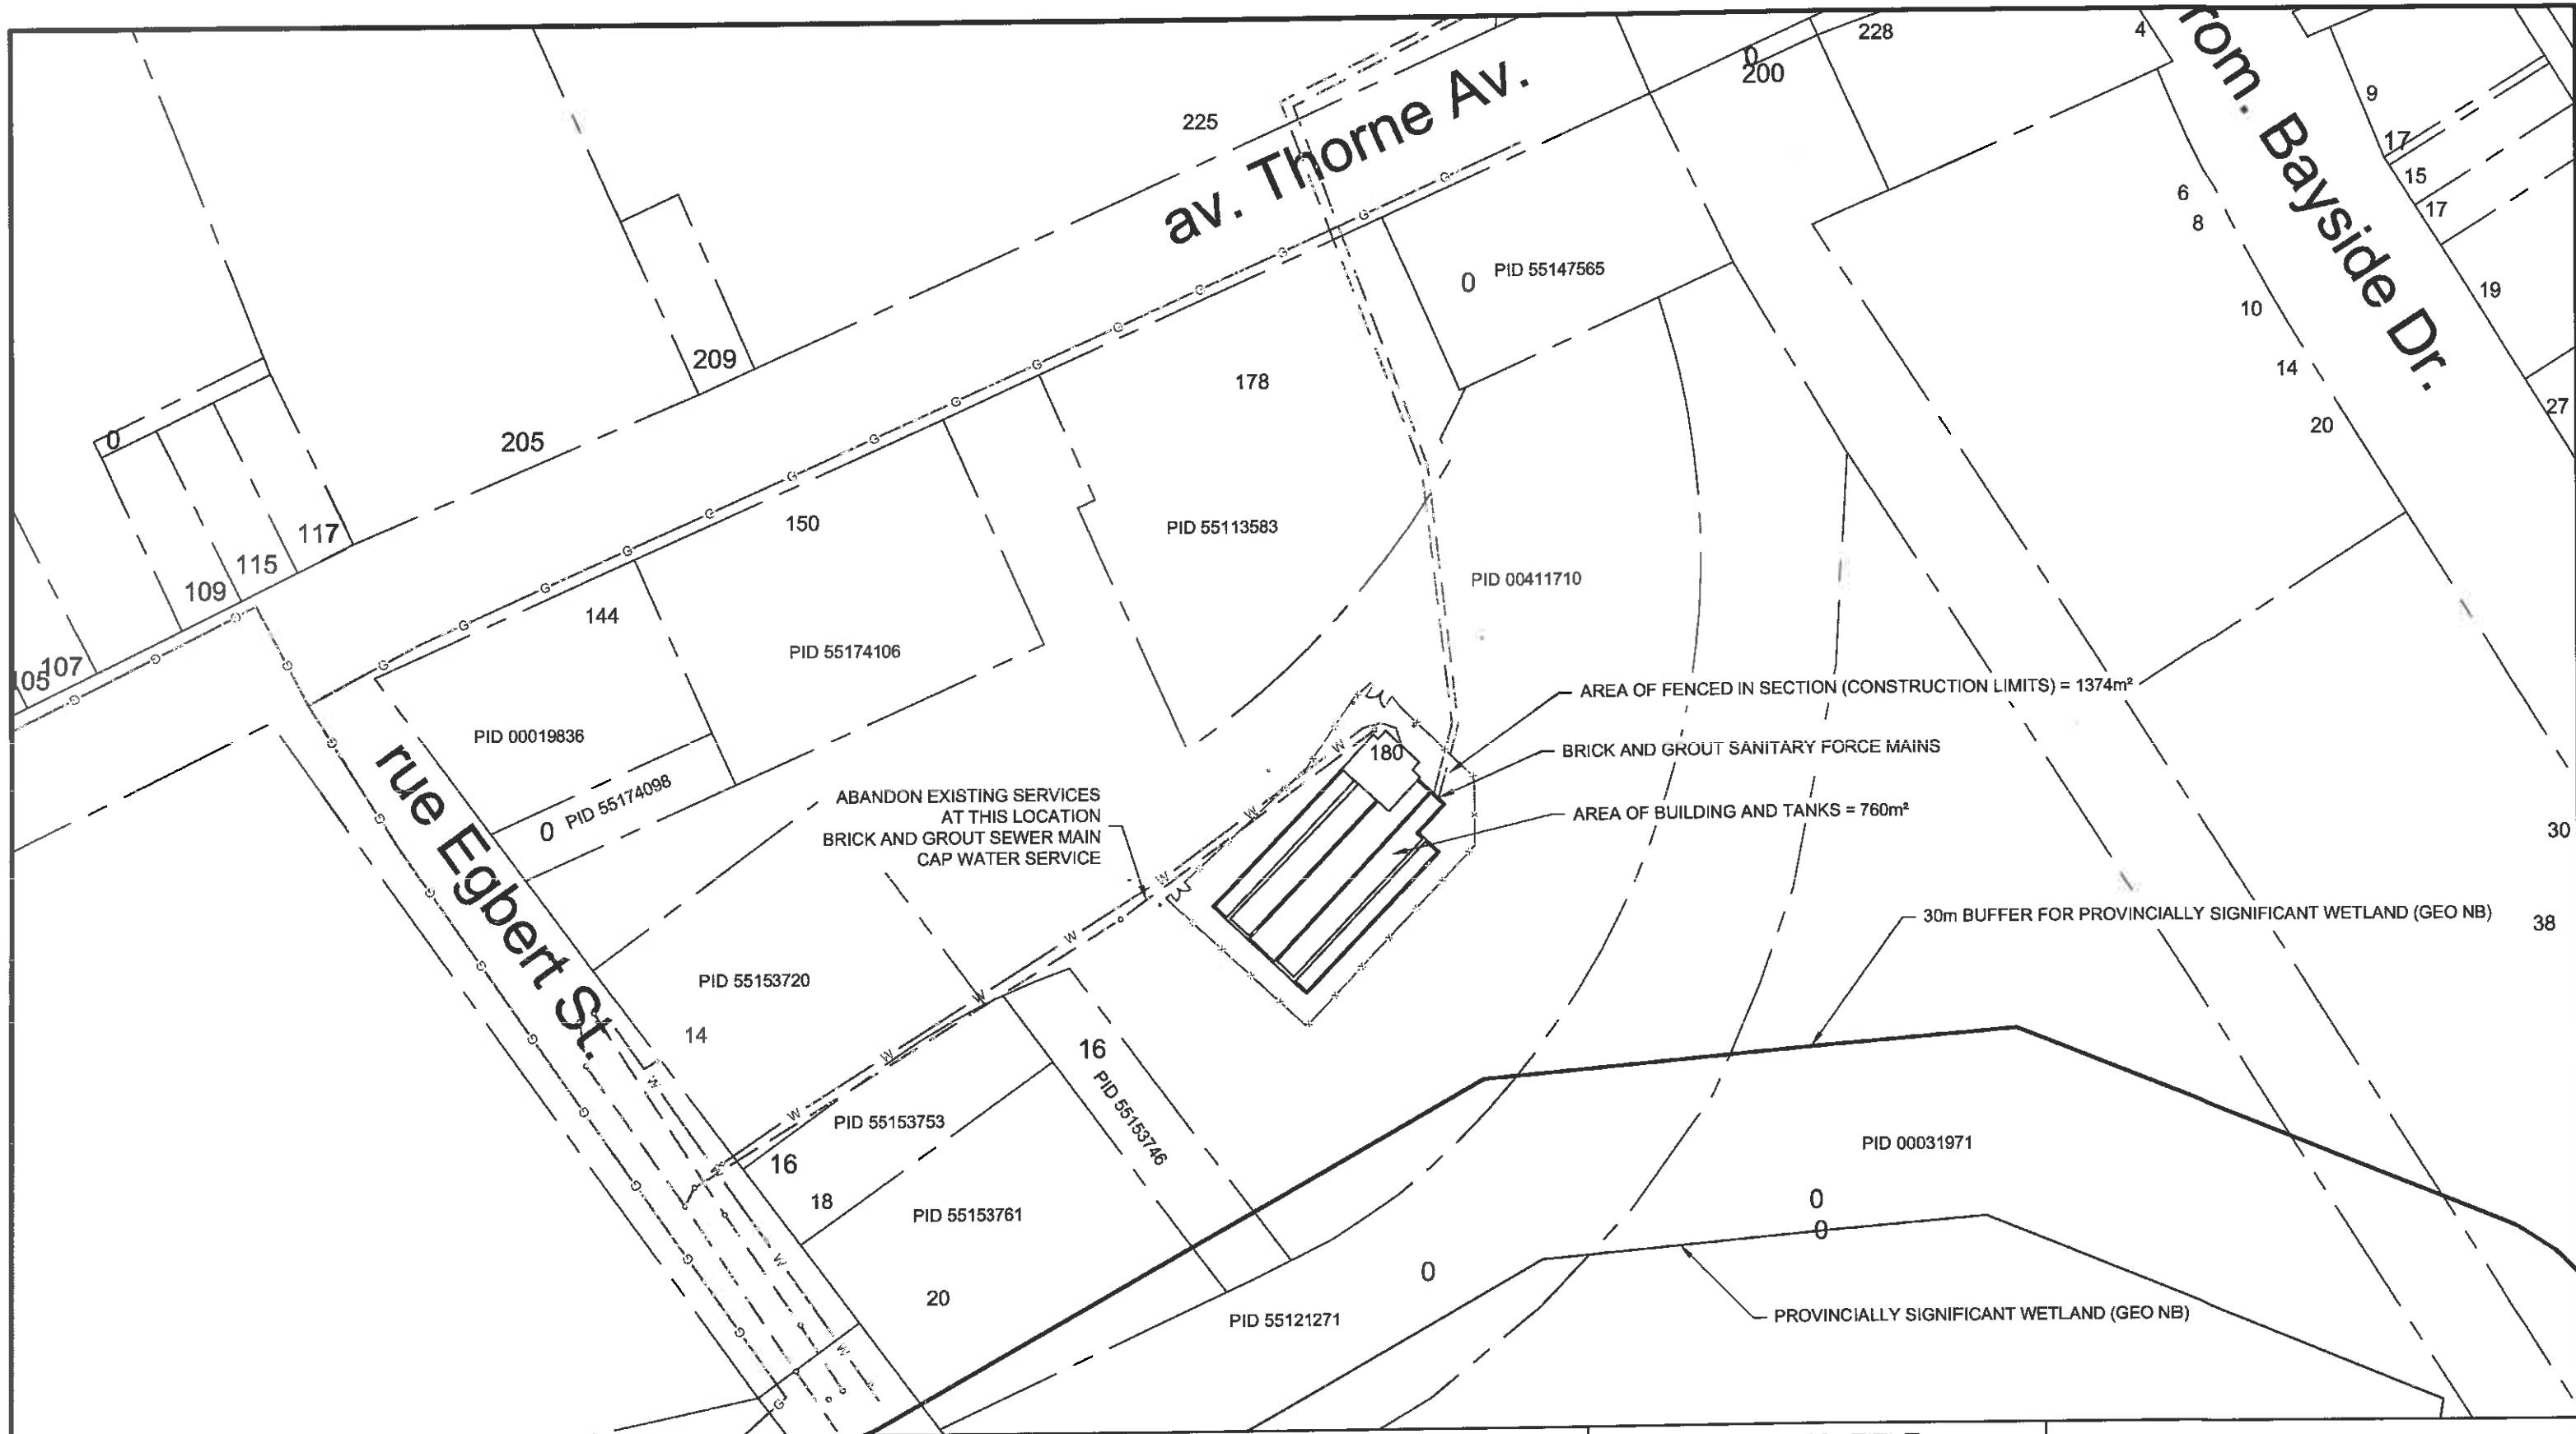 228
4
rom. Bayside Dr.
0
200
9
225
av. Thorne Av.
17
15
6
17
8
0 PID 55147565
19
10
209
14
178
27
0
205
20
117
150
PID 55113583
115
PID 00411710
109
144
107
105
PID 55174106
AREA OF FENCED IN SECTION (CONSTRUCTION LIMITS) = 1374m²
PID 00019836
180
BRICK AND GROUT SANITARY FORCE MAINS
rue Egbert St.
0 PID 55174098
ABANDON EXISTING SERVICES
AT THIS LOCATION
BRICK AND GROUT SEWER MAIN
CAP WATER SERVICE
AREA OF BUILDING AND TANKS = 760m²
30
30m BUFFER FOR PROVINCIALLY SIGNIFICANT WETLAND (GEO NB)
38
PID 55153720
14
16
PID 55153746
PID 55153753
16
PID 00031971
18
0
PID 55153761
0
0
20
PID 55121271
PROVINCIALLY SIGNIFICANT WETLAND (GEO NB)